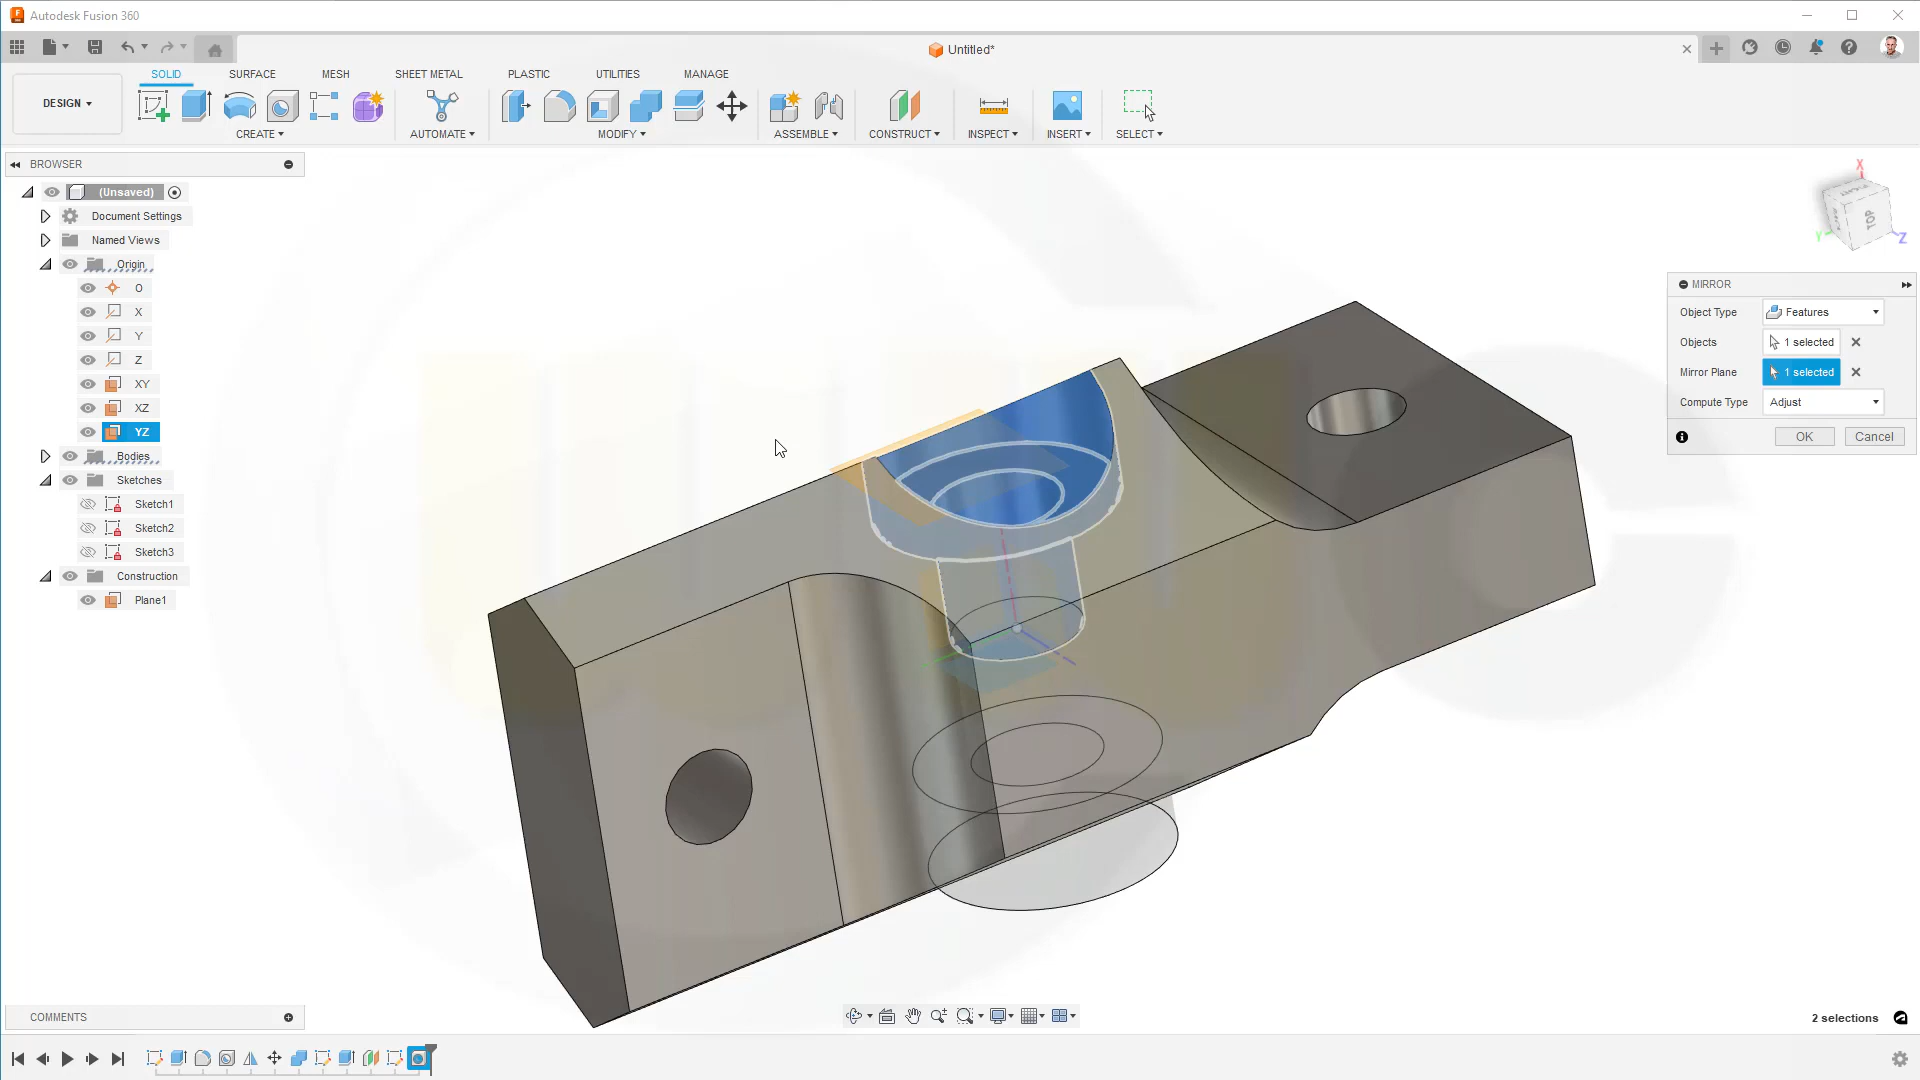 Autodesk Fusion 360
Untitled*
SOLID SURFACE MESH SHEET METAL PLASTIC UTILITIES MANAGE
DESIGN
CREATE AUTOMATE MODIFY ASSEMBLE CONSTRUCT INSPECT INSERT SELECT
BROWSER
(Unsaved)
Document Settings
Named Views
Origin
O
X
Y
Z
XY
XZ
YZ
Bodies
Sketches
Sketch1
Sketch2
Sketch3
Construction
Plane1
X
Y
Z
TOP
MIRROR
Object Type Features
Objects 1 selected
Mirror Plane 1 selected
Compute Type Adjust
OK Cancel
COMMENTS
2 selections